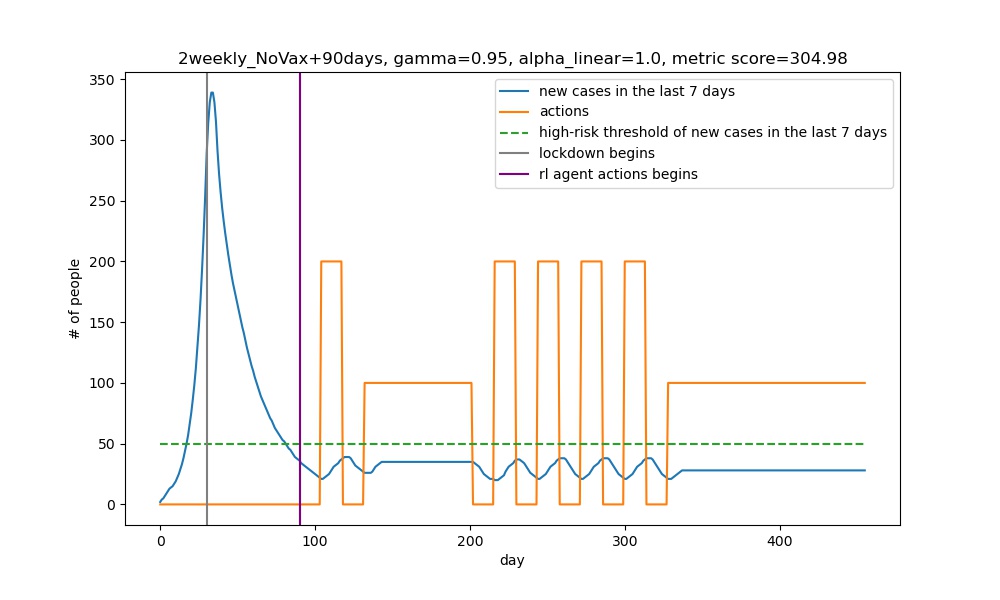 2weekly_NoVax+90days, gamma=0.95, alpha_linear=1.0, metric score=304.98
new cases in the last 7 days
actions
high-risk threshold of new cases in the last 7 days
lockdown begins
rl agent actions begins
350
300
250
200
150
100
50
0
# of people
0 100 200 300 400
day